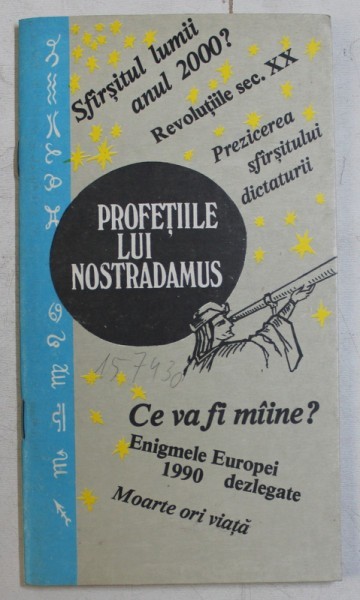 Sfîrşitul lumii
anul 2000?
Revoluţiile sec. XX
Prezicerea
sfîrşitului
dictaturii
PROFEŢIILE
LUI
NOSTRADAMUS
157430
Ce va fi mîine?
Enigmele Europei
1990 dezlegate
Moarte ori viaţă